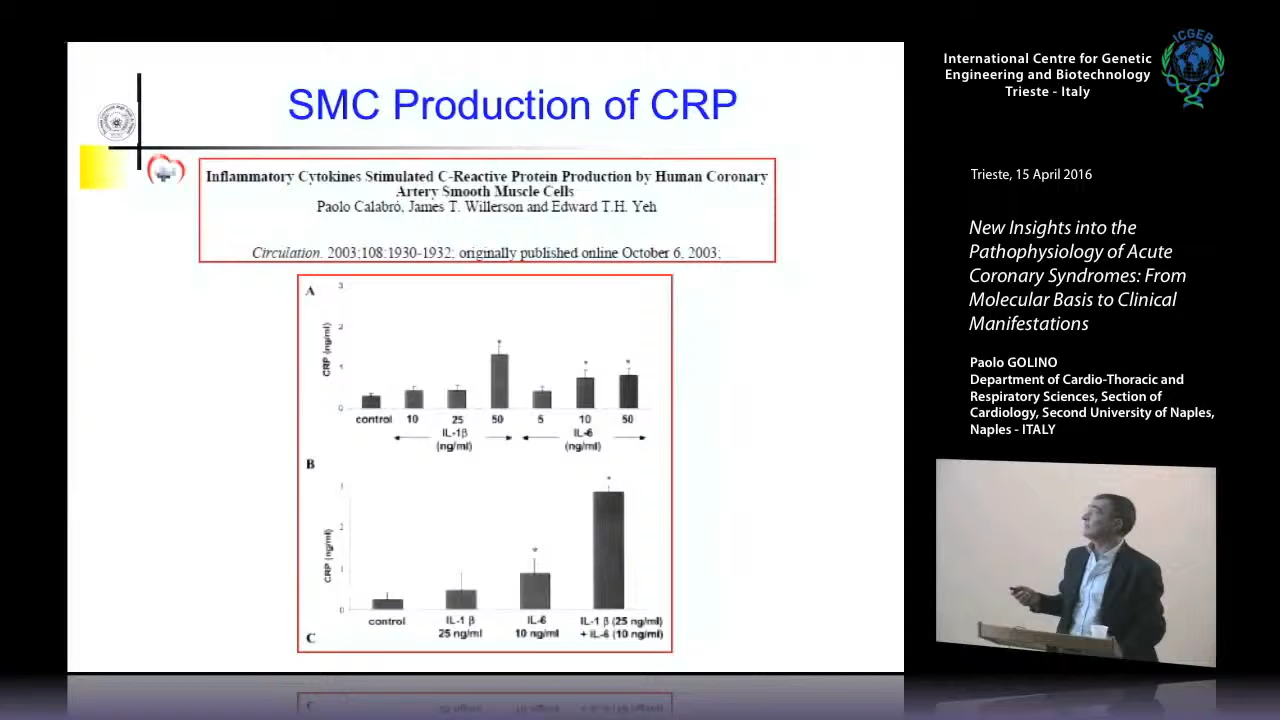 SMC Production of CRP
Inflammatory Cytokines Stimulated C-Reactive Protein Production by Human Coronary
Artery Smooth Muscle Cells
Paolo Calabró, James T. Willerson and Edward T.H. Yeh
Circulation. 2003;108:1930-1932; originally published online October 6, 2003;
A
3
2
1
0
CRP (ng/ml)
control 10 25 50 5 10 50
IL-1β IL-6
(ng/ml) (ng/ml)
B
3
2
1
0
CRP (ng/ml)
control IL-1 β IL-6 IL-1 β (25 ng/ml)
25 ng/ml 10 ng/ml + IL-6 (10 ng/ml)
C
ICGEB
International Centre for Genetic
Engineering and Biotechnology
Trieste - Italy
Trieste, 15 April 2016
New Insights into the
Pathophysiology of Acute
Coronary Syndromes: From
Molecular Basis to Clinical
Manifestations
Paolo GOLINO
Department of Cardio-Thoracic and
Respiratory Sciences, Section of
Cardiology, Second University of Naples,
Naples - ITALY